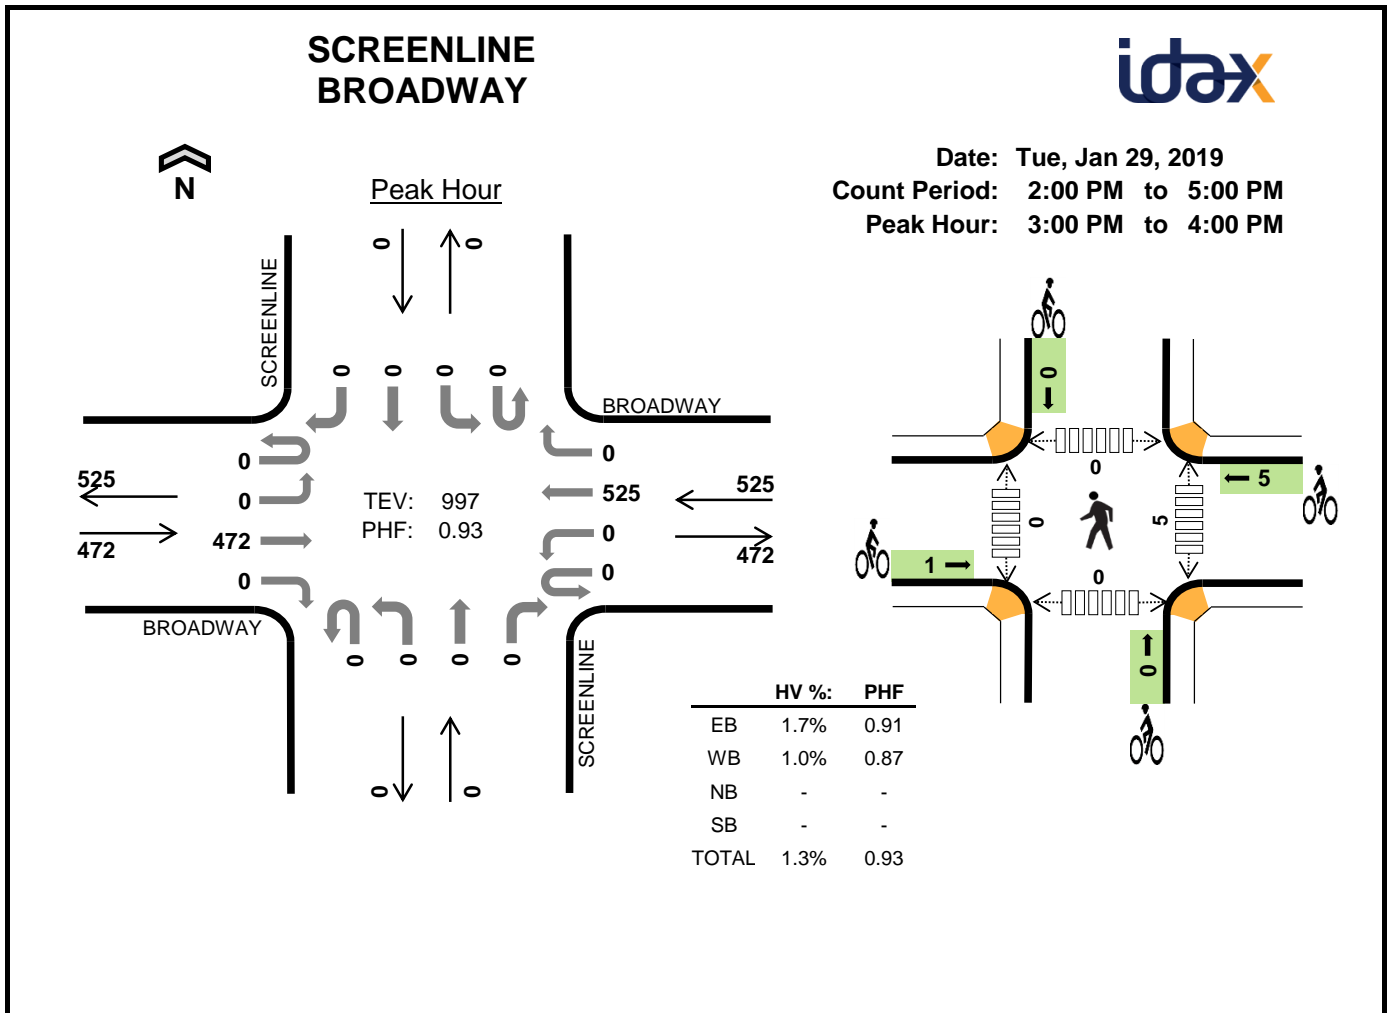 SCREENLINE
BROADWAY
idax
N
Peak Hour
Date: Tue, Jan 29, 2019
Count Period: 2:00 PM to 5:00 PM
Peak Hour: 3:00 PM to 4:00 PM
0 0
SCREENLINE
0 0 0 0
BROADWAY
0
0
472
0
525
472
TEV: 997
PHF: 0.93
0
525
0
0
525
472
BROADWAY
0 0 0 0
SCREENLINE
0 0
0
0
5
0
5
1
0
0
HV %: PHF
EB 1.7% 0.91
WB 1.0% 0.87
NB - -
SB - -
TOTAL 1.3% 0.93